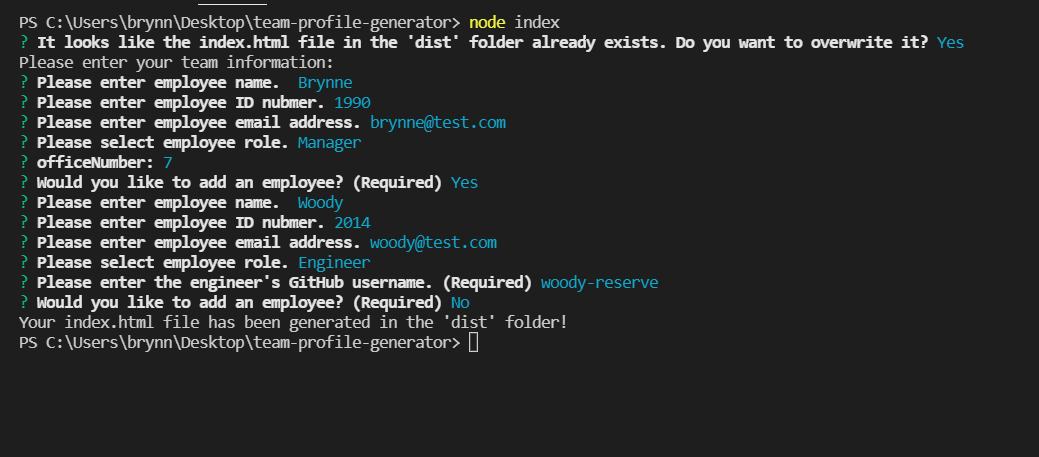 PS C:\Users\brynn\Desktop\team-profile-generator> node index
? It looks like the index.html file in the 'dist' folder already exists. Do you want to overwrite it? Yes
Please enter your team information:
? Please enter employee name.  Brynne
? Please enter employee ID nubmer. 1990
? Please enter employee email address. brynne@test.com
? Please select employee role. Manager
? officeNumber: 7
? Would you like to add an employee? (Required) Yes
? Please enter employee name.  Woody
? Please enter employee ID nubmer. 2014
? Please enter employee email address. woody@test.com
? Please select employee role. Engineer
? Please enter the engineer's GitHub username. (Required) woody-reserve
? Would you like to add an employee? (Required) No
Your index.html file has been generated in the 'dist' folder!
PS C:\Users\brynn\Desktop\team-profile-generator>